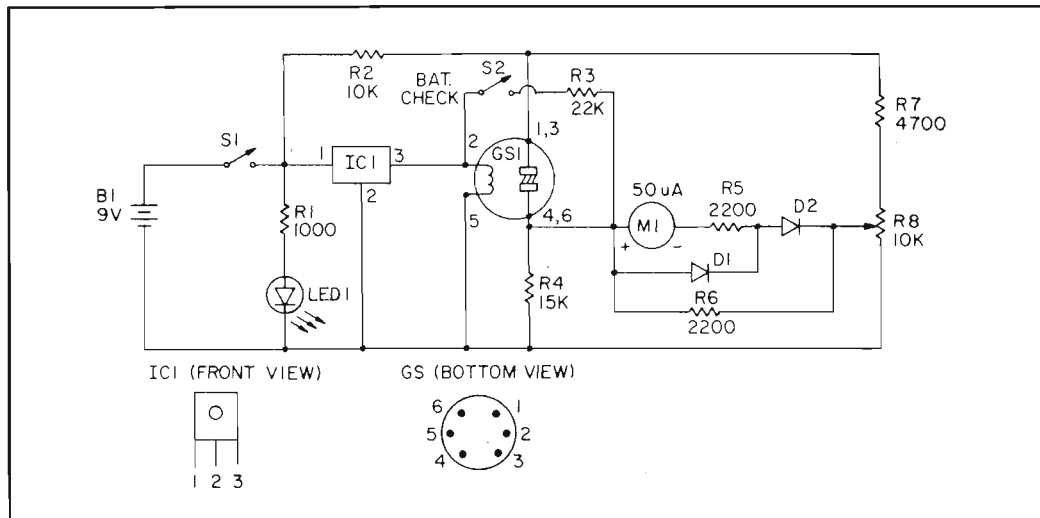 R2
10K
BAT.
CHECK
S2
R3
22K
R7
4700
S1
1
IC1
3
2
2
GS1
1,3
5
4,6
B1
9V
R1
1000
LED1
50uA
M1
+
-
R5
2200
D2
R8
10K
D1
R4
15K
R6
2200
IC1 (FRONT VIEW)
1 2 3
GS (BOTTOM VIEW)
6 1
5 2
4 3